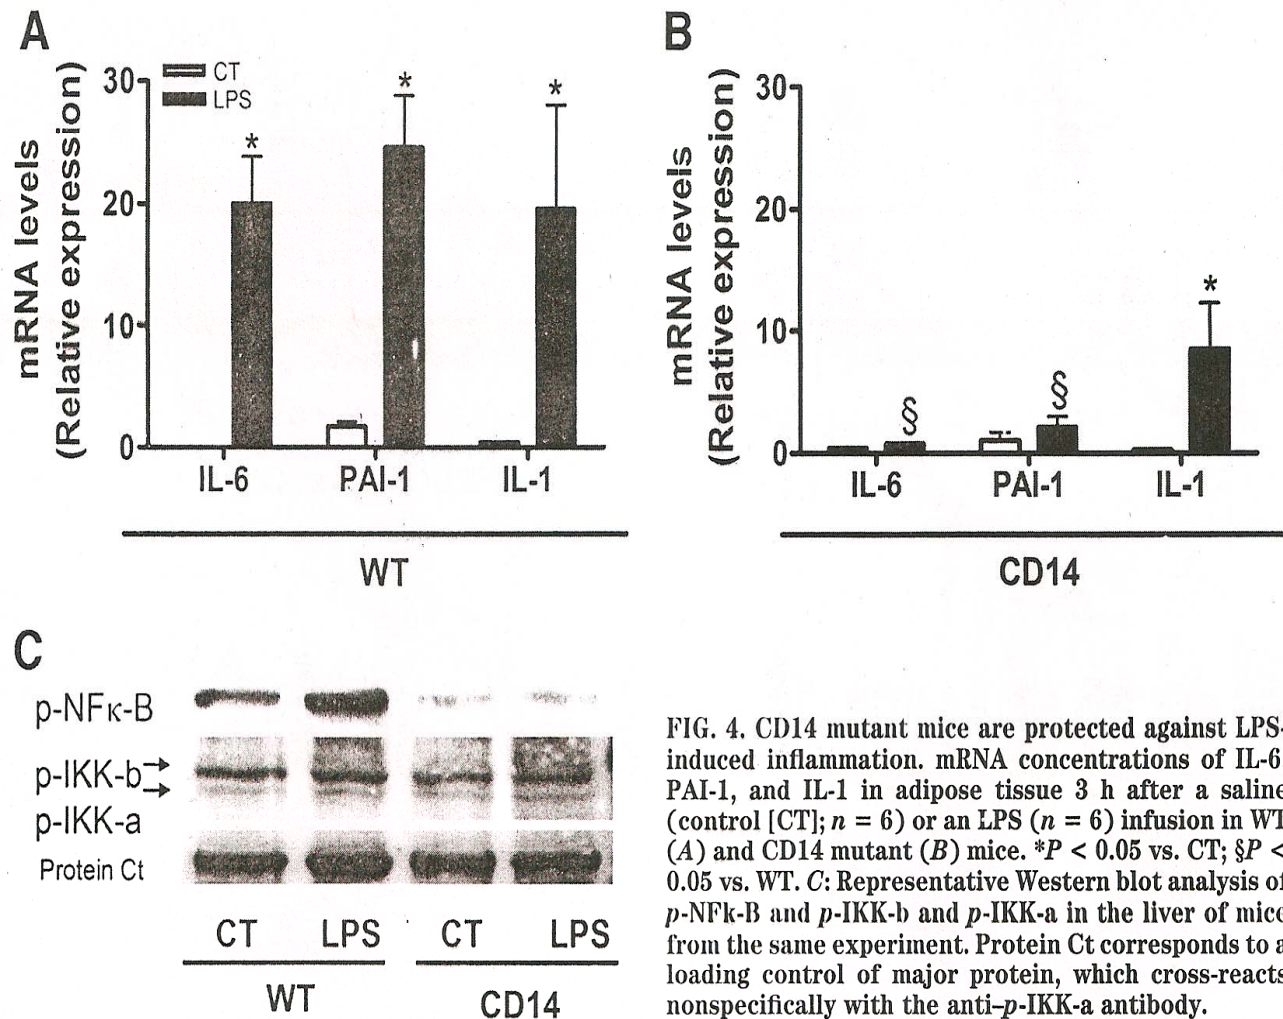 A
CT
LPS
mRNA levels
(Relative expression)
30
20
10
0
*
*
*
IL-6
PAI-1
IL-1
WT
B
mRNA levels
(Relative expression)
30
20
10
0
§
§
*
IL-6
PAI-1
IL-1
CD14
C
p-NFκ-B
p-IKK-b
p-IKK-a
Protein Ct
CT LPS CT LPS
WT CD14
FIG. 4. CD14 mutant mice are protected against LPS-
induced inflammation. mRNA concentrations of IL-6
PAI-1, and IL-1 in adipose tissue 3 h after a saline
(control [CT]; n = 6) or an LPS (n = 6) infusion in WT
(A) and CD14 mutant (B) mice. *P < 0.05 vs. CT; §P <
0.05 vs. WT. C: Representative Western blot analysis of
p-NFk-B and p-IKK-b and p-IKK-a in the liver of mice
from the same experiment. Protein Ct corresponds to a
loading control of major protein, which cross-reacts
nonspecifically with the anti–p-IKK-a antibody.